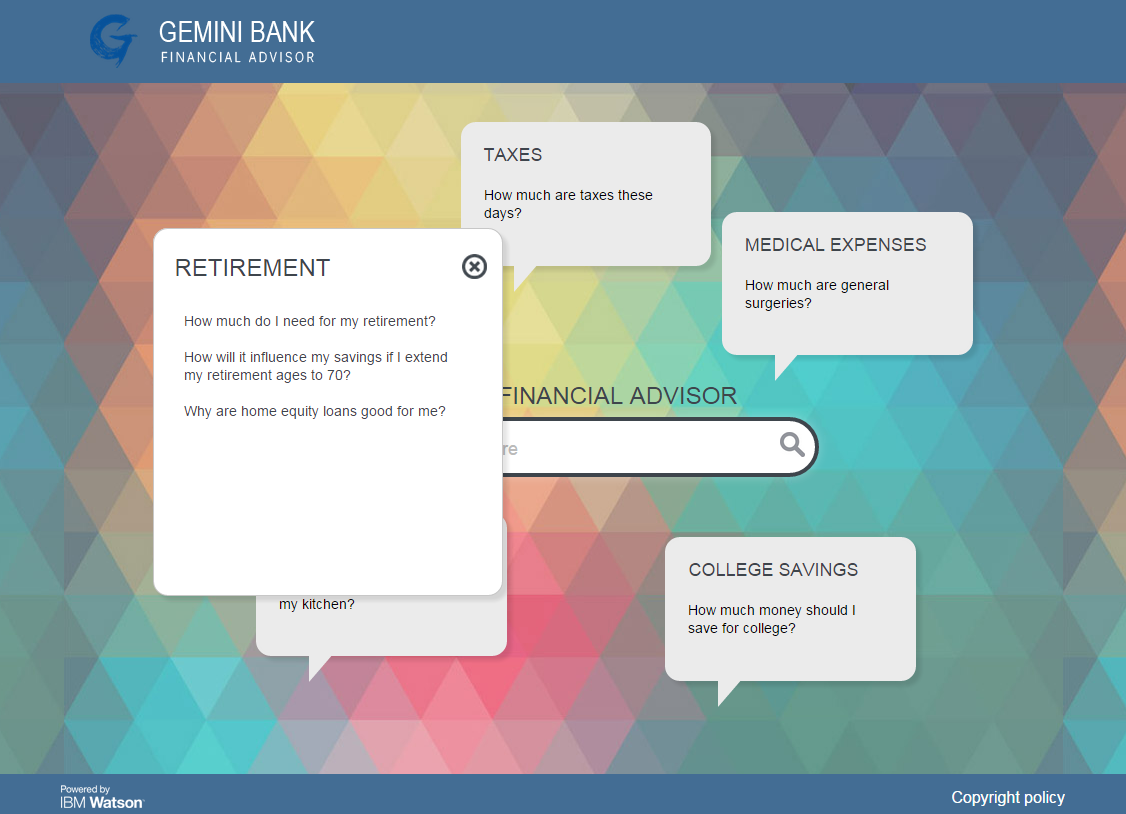 GEMINI BANK
FINANCIAL ADVISOR
TAXES
How much are taxes these
days?
MEDICAL EXPENSES
How much are general
surgeries?
RETIREMENT
How much do I need for my retirement?
How will it influence my savings if I extend
my retirement ages to 70?
Why are home equity loans good for me?
FINANCIAL ADVISOR
re
my kitchen?
COLLEGE SAVINGS
How much money should I
save for college?
Powered by
IBM Watson
Copyright policy